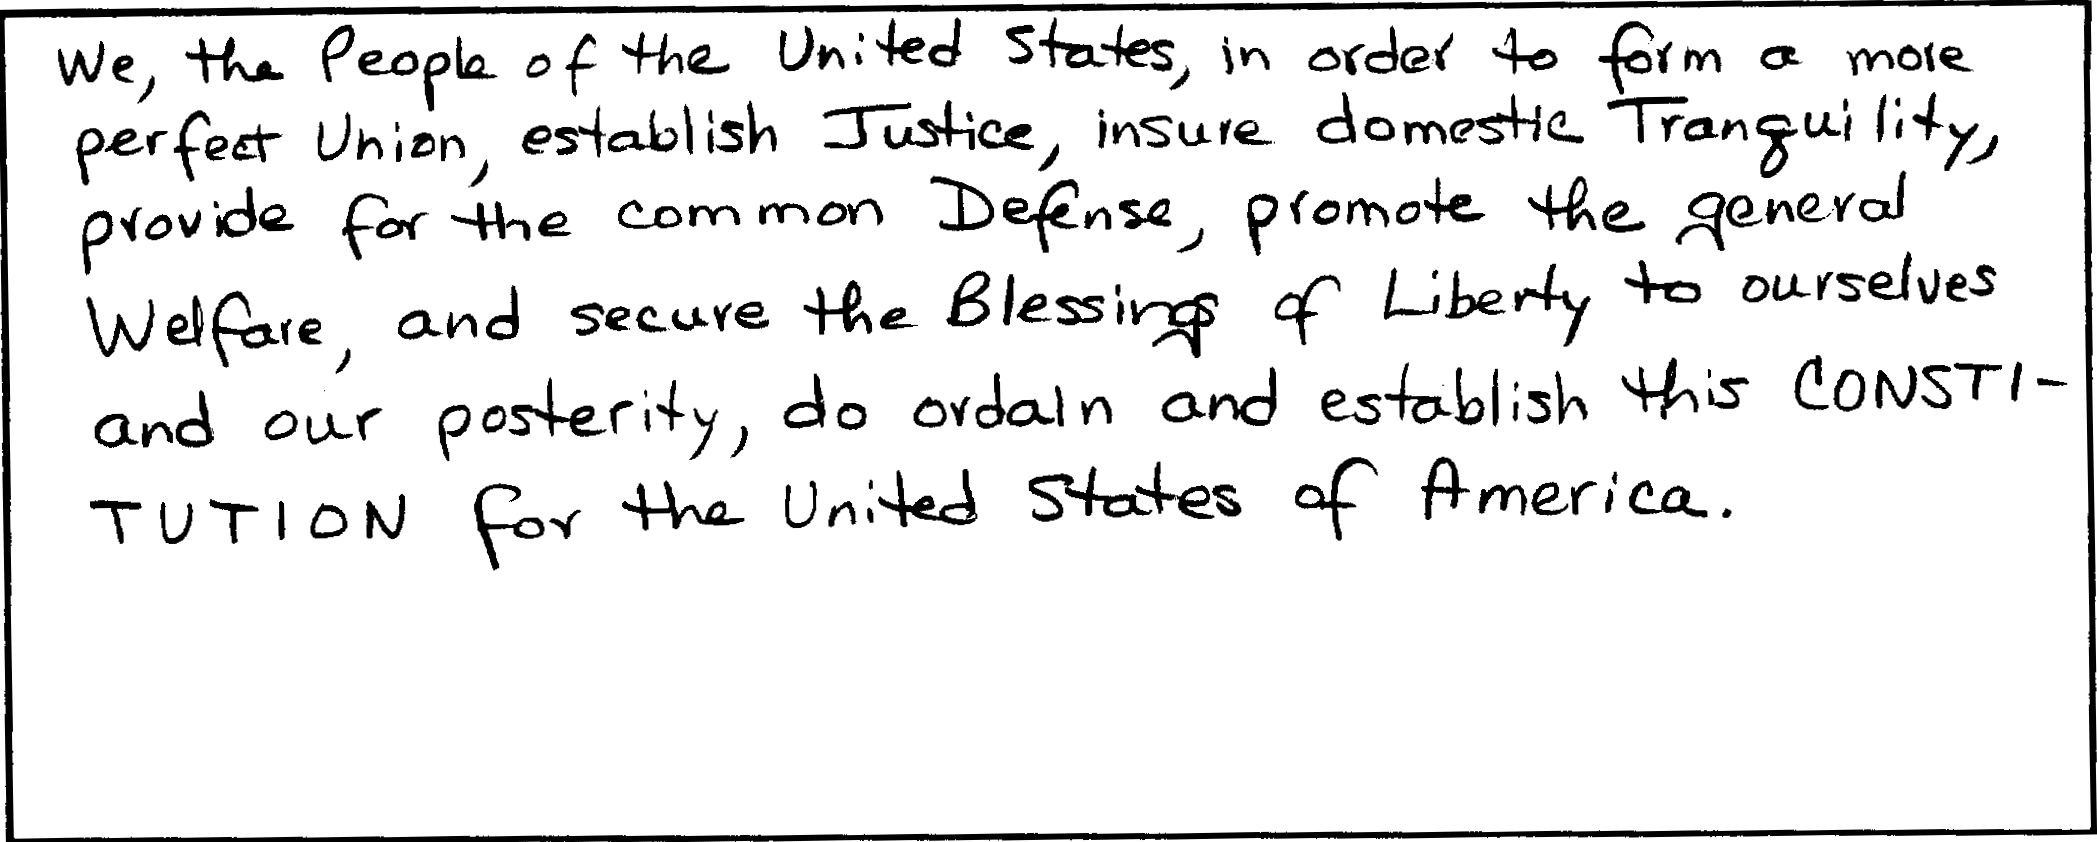 We, the People of the United States, in order to form a more
perfect Union, establish Justice, insure domestic Tranquility,
provide for the common Defense, promote the general
Welfare, and secure the Blessings of Liberty to ourselves
and our posterity, do ordain and establish this CONSTI-
TUTION for the United States of America.